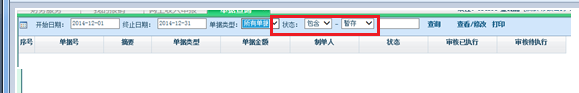 开始日期: 2014-12-01 终止日期: 2014-12-31 单据类型: 所有单据 状态: 包含 - 暂存 查询 查看/修改 打印
序号 单据号 摘要 单据类型 单据金额 制单人 状态 审核已执行 审核待执行